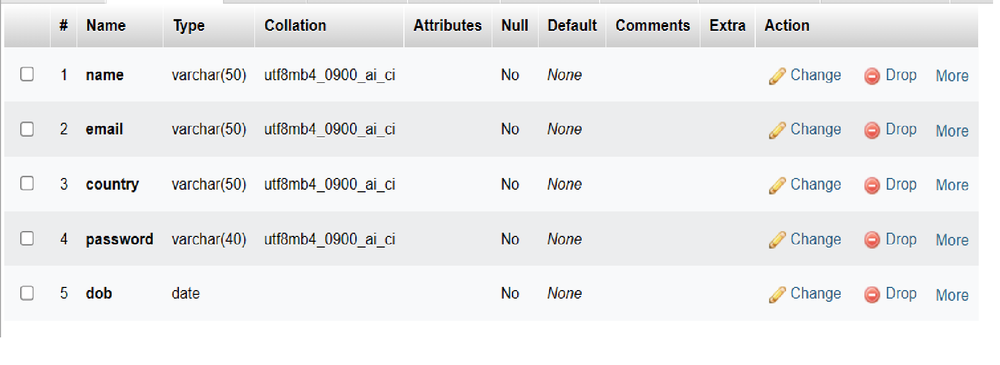 # Name Type Collation Attributes Null Default Comments Extra Action
1 name varchar(50) utf8mb4_0900_ai_ci No None Change Drop More
2 email varchar(50) utf8mb4_0900_ai_ci No None Change Drop More
3 country varchar(50) utf8mb4_0900_ai_ci No None Change Drop More
4 password varchar(40) utf8mb4_0900_ai_ci No None Change Drop More
5 dob date No None Change Drop More